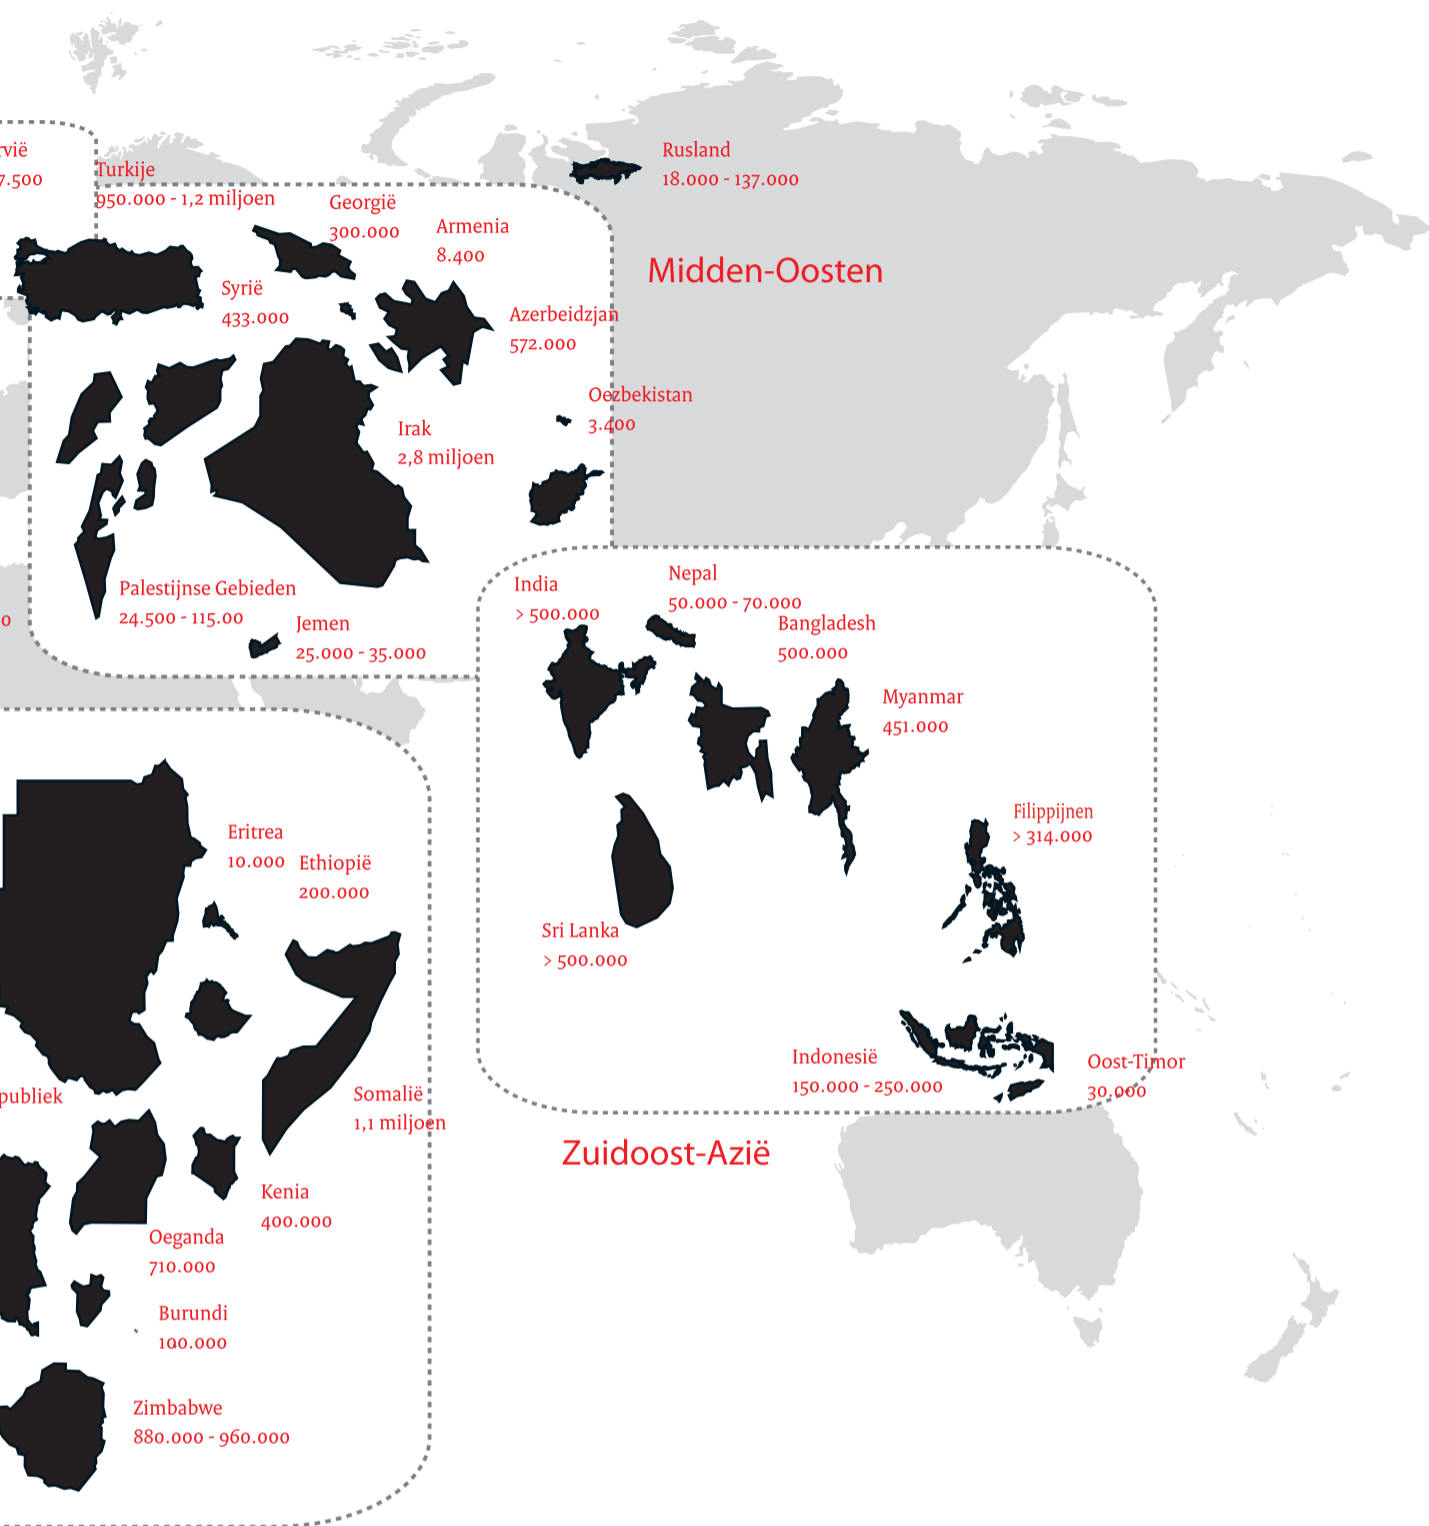 rvië
7.500
Turkije
950.000 - 1,2 miljoen
Georgië
300.000
Armenia
8.400
Rusland
18.000 - 137.000
Midden-Oosten
Syrië
433.000
Azerbeidzjan
572.000
Oezbekistan
3.400
Irak
2,8 miljoen
Palestijnse Gebieden
24.500 - 115.00
Jemen
25.000 - 35.000
0
India
> 500.000
Nepal
50.000 - 70.000
Bangladesh
500.000
Myanmar
451.000
Filippijnen
> 314.000
Sri Lanka
> 500.000
Indonesië
150.000 - 250.000
Oost-Timor
30.000
Zuidoost-Azië
Eritrea
10.000
Ethiopië
200.000
Somalië
1,1 miljoen
publiek
Kenia
400.000
Oeganda
710.000
Burundi
100.000
Zimbabwe
880.000 - 960.000